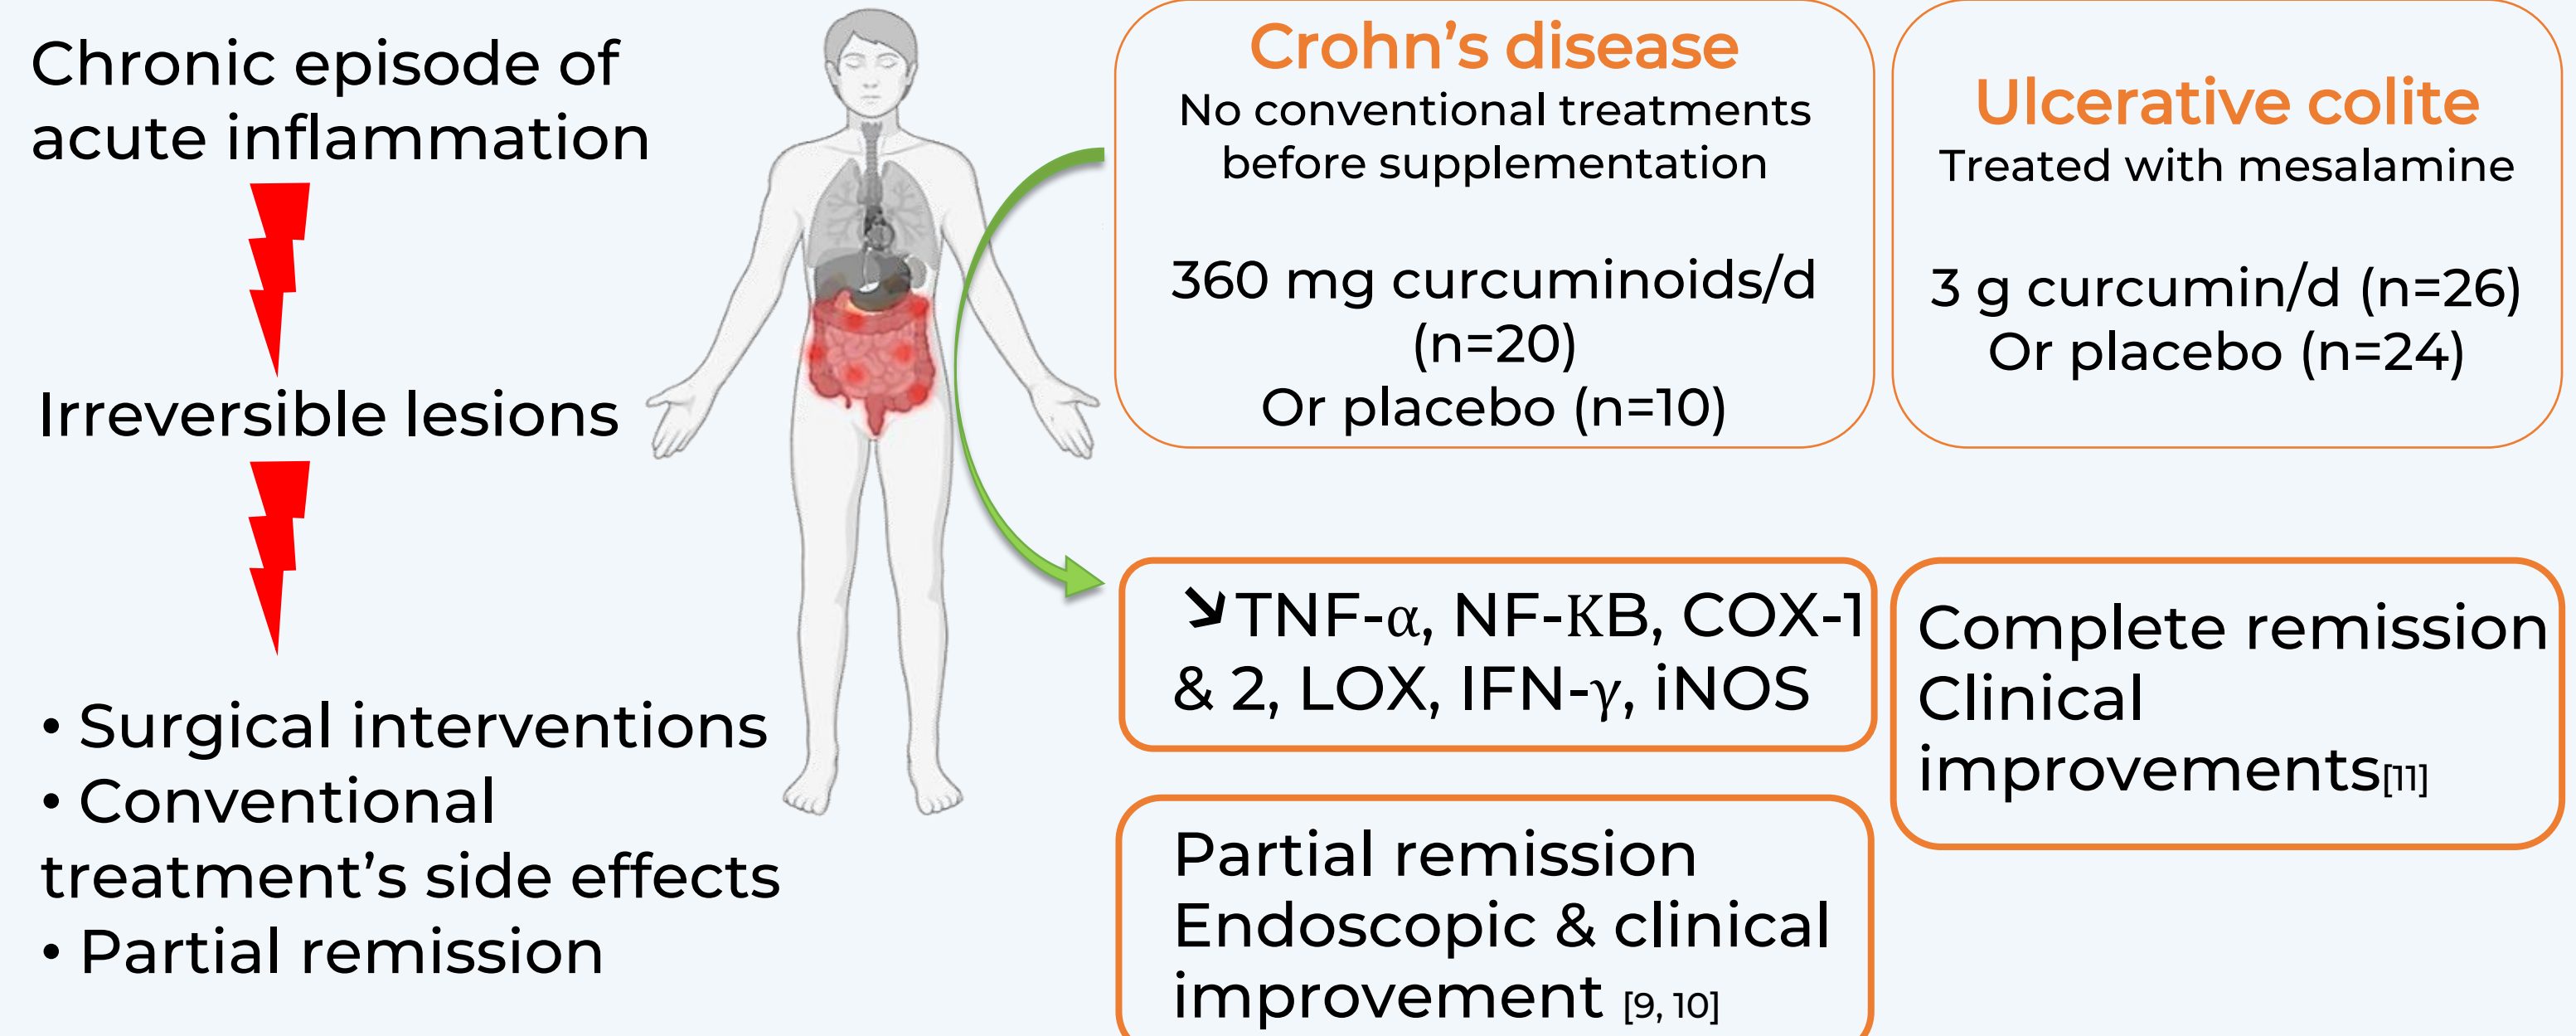 Chronic episode of
acute inflammation
Irreversible lesions
• Surgical interventions
• Conventional
treatment’s side effects
• Partial remission
Crohn’s disease
No conventional treatments
before supplementation
360 mg curcuminoids/d
(n=20)
Or placebo (n=10)
↘TNF-α, NF-KB, COX-1
& 2, LOX, IFN-γ, iNOS
Partial remission
Endoscopic & clinical
improvement [9, 10]
Ulcerative colite
Treated with mesalamine
3 g curcumin/d (n=26)
Or placebo (n=24)
Complete remission
Clinical
improvements[11]